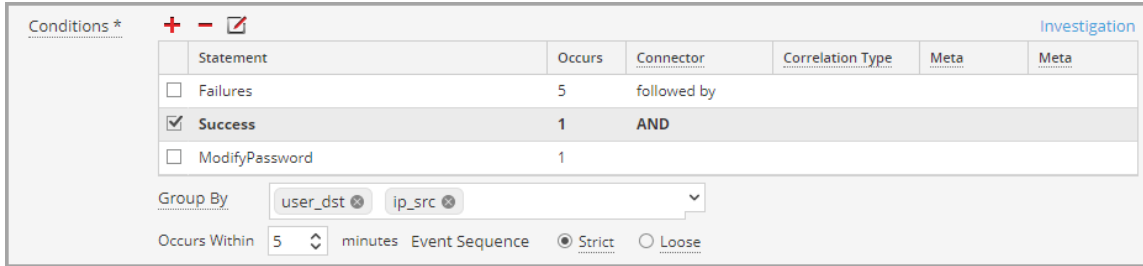 Conditions * Investigation
Statement Occurs Connector Correlation Type Meta Meta
Failures 5 followed by
Success 1 AND
ModifyPassword 1
Group By user_dst ip_src
Occurs Within 5 minutes Event Sequence Strict Loose